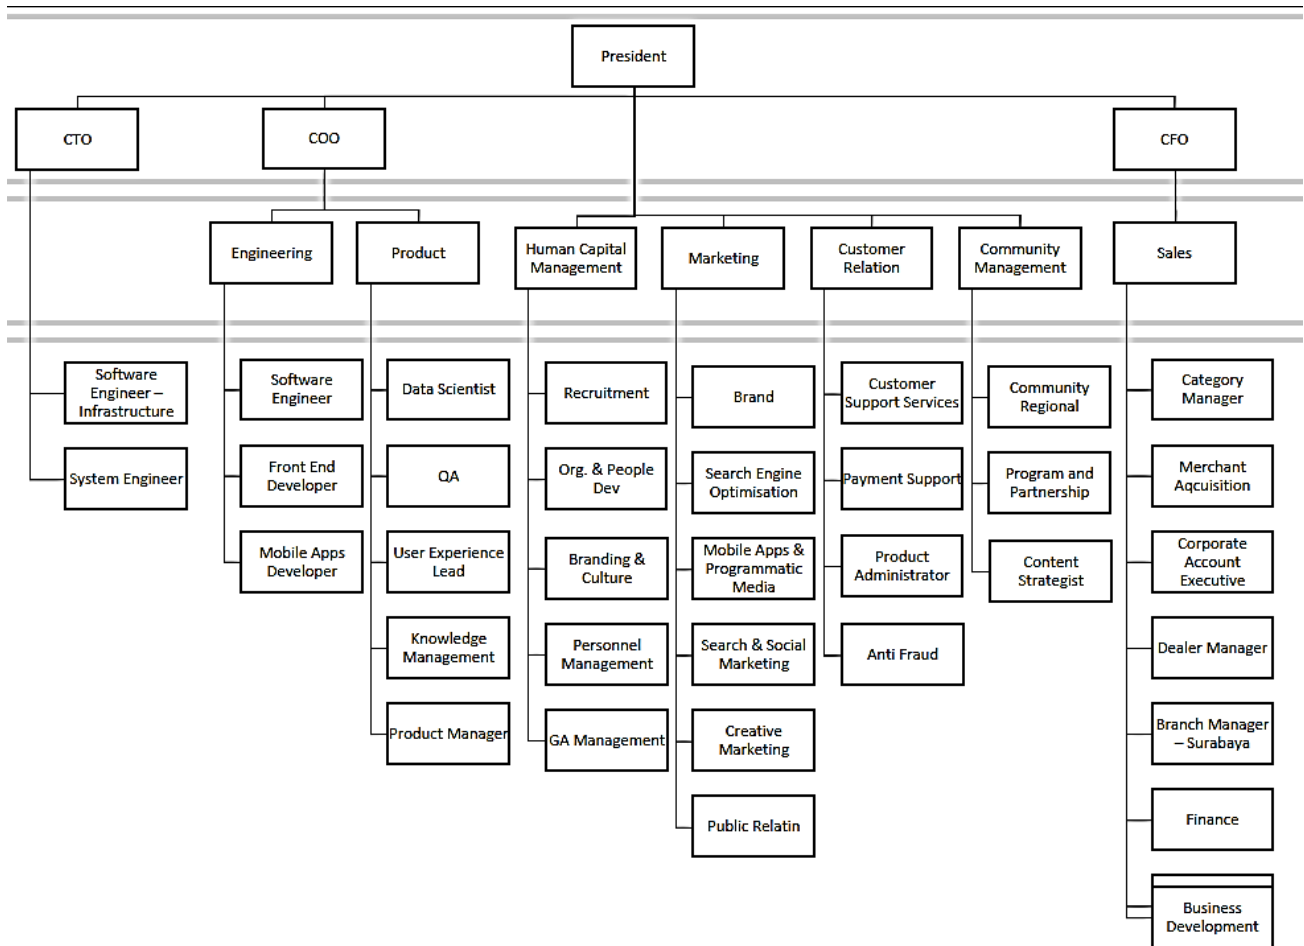 President
CTO
COO
CFO
Engineering
Product
Human Capital
Management
Marketing
Customer
Relation
Community
Management
Sales
Software
Engineer –
Infrastructure
System Engineer
Software
Engineer
Front End
Developer
Mobile Apps
Developer
Data Scientist
QA
User Experience
Lead
Knowledge
Management
Product Manager
Recruitment
Org. & People
Dev
Branding &
Culture
Personnel
Management
GA Management
Brand
Search Engine
Optimisation
Mobile Apps &
Programmatic
Media
Search & Social
Marketing
Creative
Marketing
Public Relatin
Customer
Support Services
Payment Support
Product
Administrator
Anti Fraud
Community
Regional
Program and
Partnership
Content
Strategist
Category
Manager
Merchant
Aqcuisition
Corporate
Account
Executive
Dealer Manager
Branch Manager
– Surabaya
Finance
Business
Development